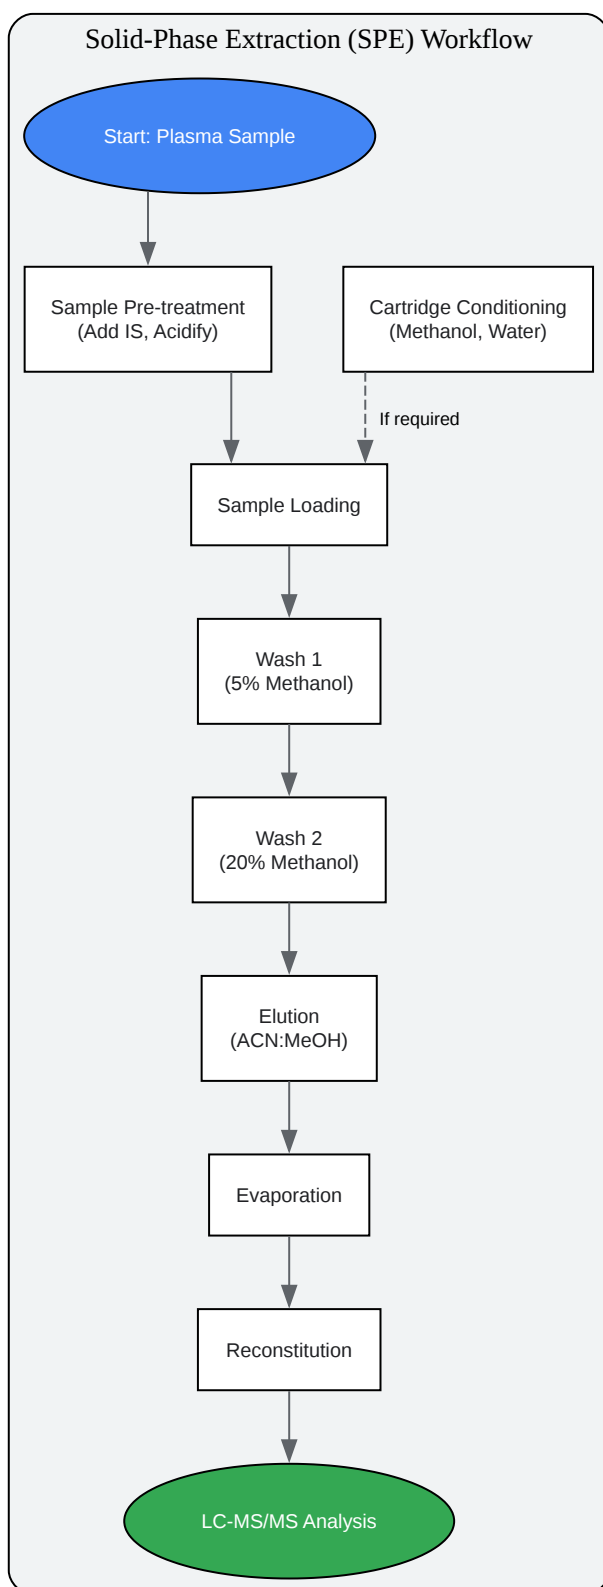 Solid-Phase Extraction (SPE) Workflow
Start: Plasma Sample
Sample Pre-treatment
(Add IS, Acidify)
Cartridge Conditioning
(Methanol, Water)
If required
Sample Loading
Wash 1
(5% Methanol)
Wash 2
(20% Methanol)
Elution
(ACN:MeOH)
Evaporation
Reconstitution
LC-MS/MS Analysis